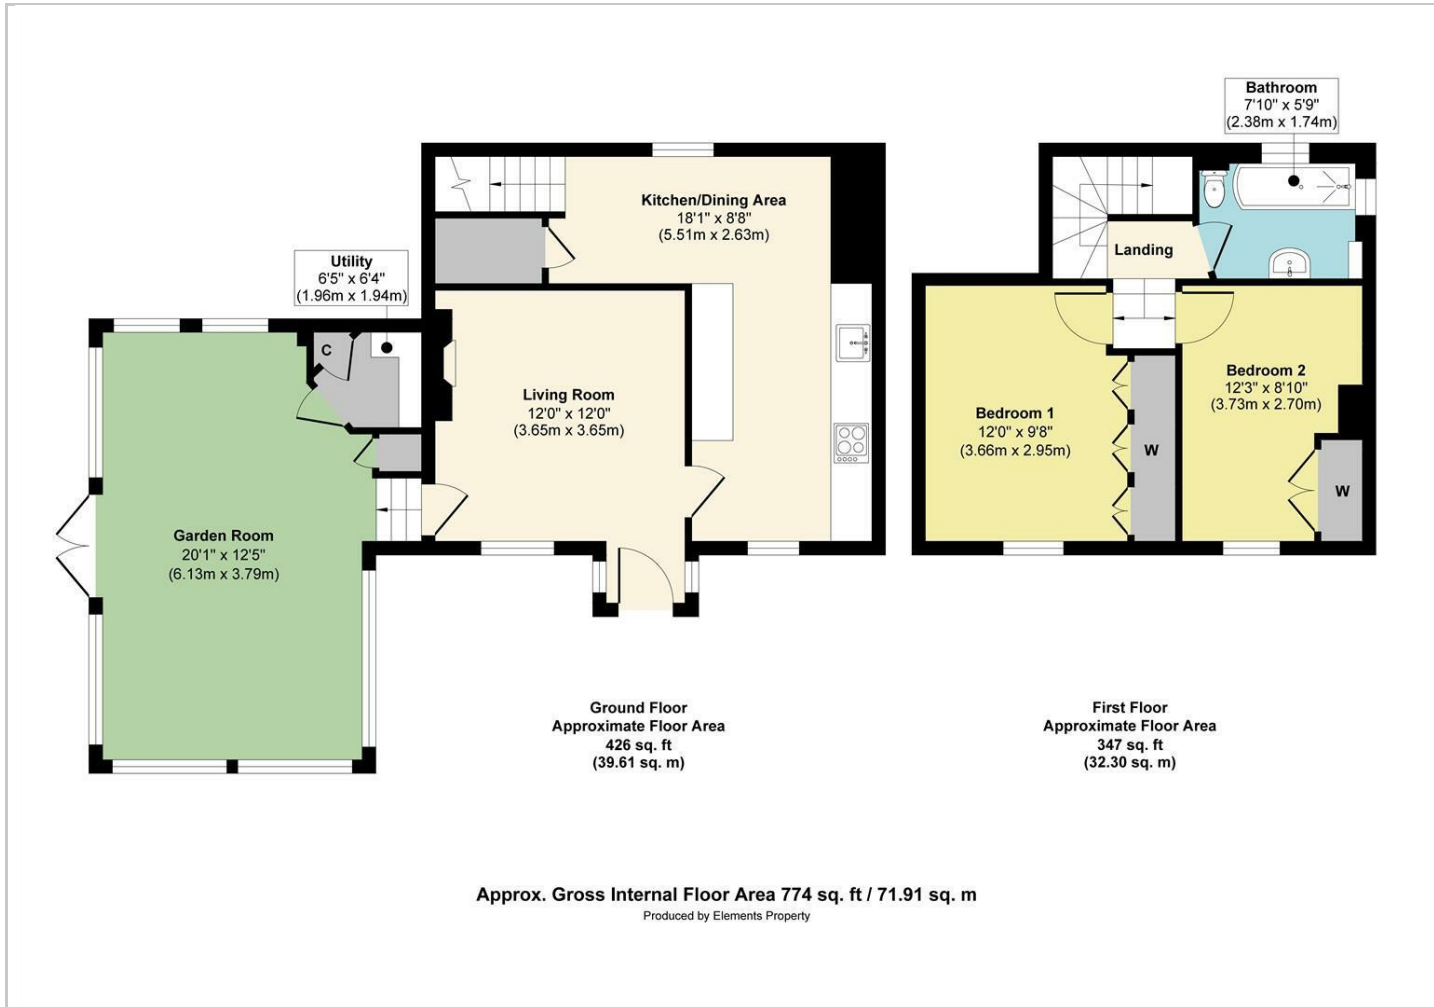 Bathroom
7'10" x 5'9"
(2.38m x 1.74m)
Kitchen/Dining Area
18'1" x 8'8"
(5.51m x 2.63m)
Landing
Utility
6'5" x 6'4"
(1.96m x 1.94m)
C
Living Room
12'0" x 12'0"
(3.65m x 3.65m)
Bedroom 1
12'0" x 9'8"
(3.66m x 2.95m)
W
Bedroom 2
12'3" x 8'10"
(3.73m x 2.70m)
W
Garden Room
20'1" x 12'5"
(6.13m x 3.79m)
Ground Floor
Approximate Floor Area
426 sq. ft
(39.61 sq. m)
First Floor
Approximate Floor Area
347 sq. ft
(32.30 sq. m)
Approx. Gross Internal Floor Area 774 sq. ft / 71.91 sq. m
Produced by Elements Property